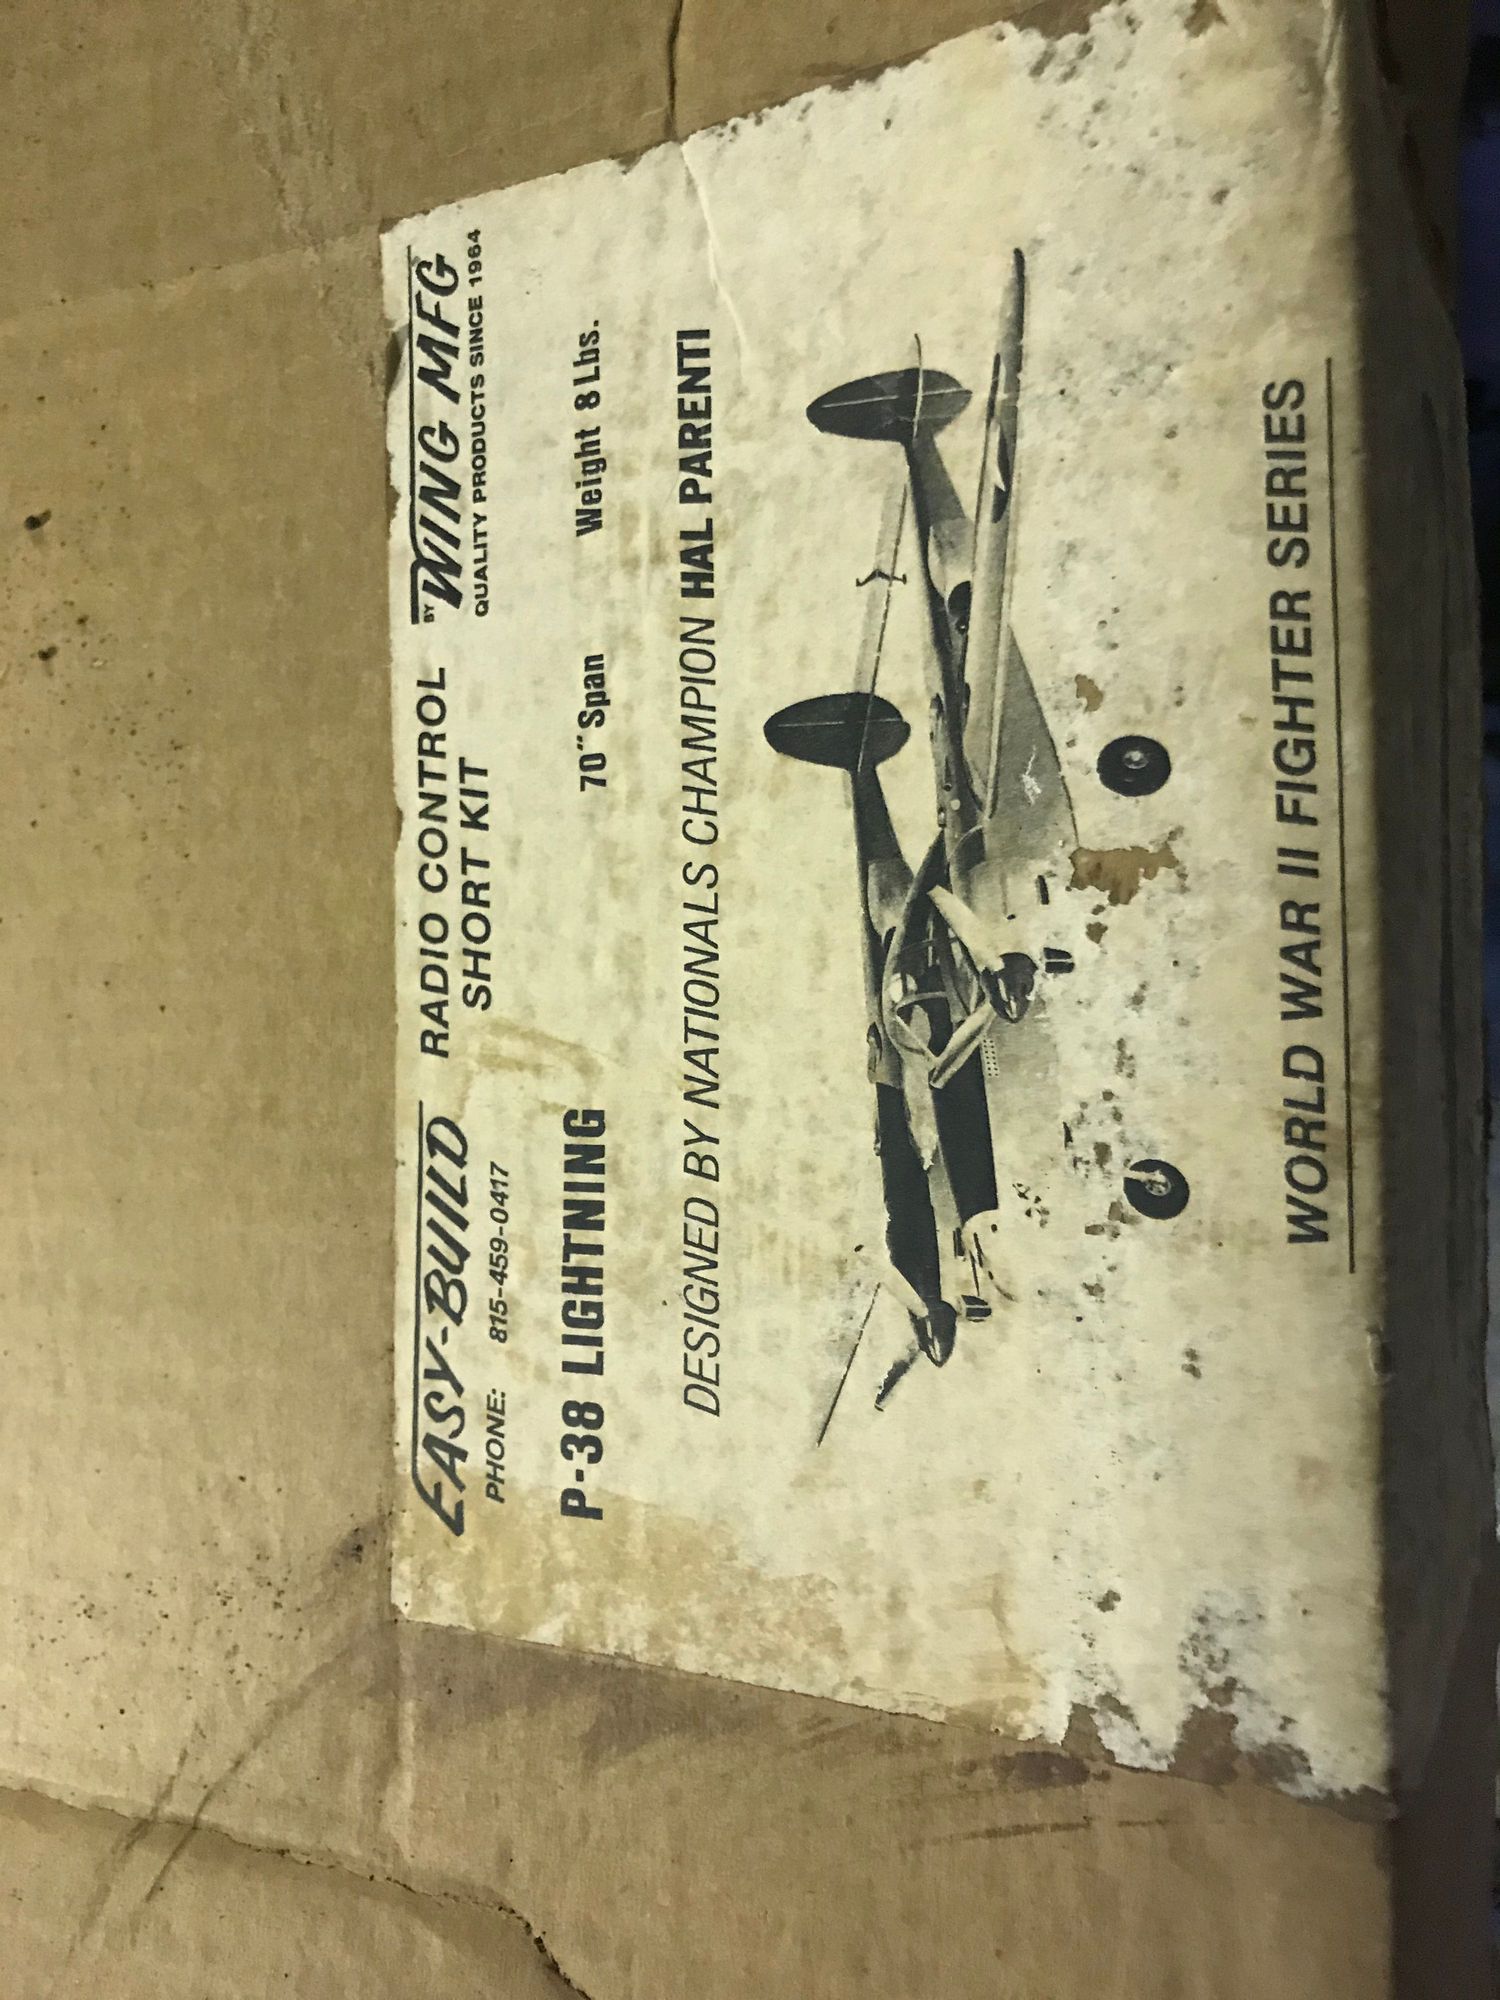 EASY-BUILD RADIO CONTROL BY WING MFG
PHONE: 815-459-0417 SHORT KIT QUALITY PRODUCTS SINCE 1964
P-38 LIGHTNING 70" Span Weight 8 Lbs.
DESIGNED BY NATIONALS CHAMPION HAL PARENTI
WORLD WAR II FIGHTER SERIES